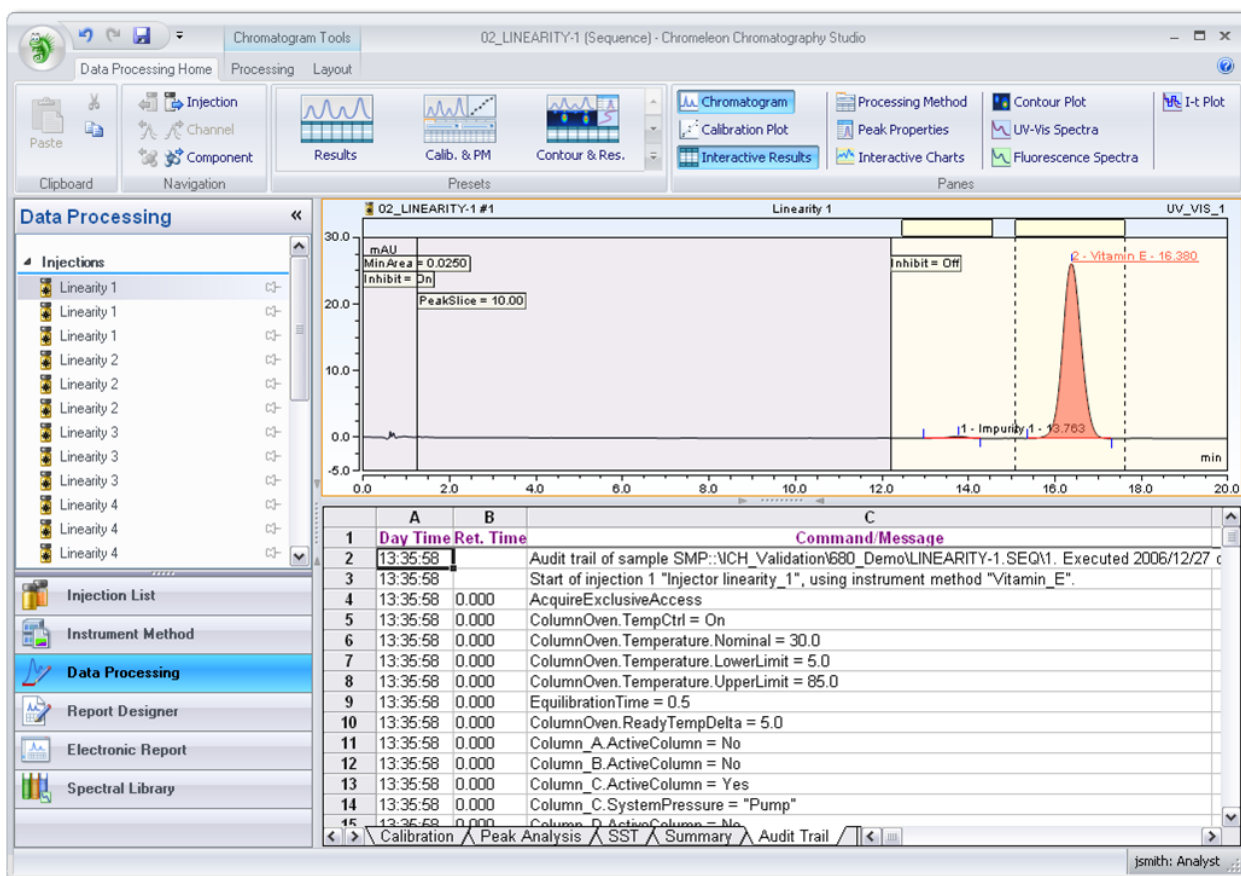 Chromatogram Tools
02_LINEARITY-1 (Sequence) - Chromeleon Chromatography Studio
Data Processing Home Processing Layout
Paste
Clipboard
Injection
Channel
Component
Navigation
Results Calib. & PM Contour & Res.
Presets
Chromatogram Processing Method Contour Plot I-t Plot
Calibration Plot Peak Properties UV-Vis Spectra
Interactive Results Interactive Charts Fluorescence Spectra
Panes
Data Processing «
Injections
Linearity 1
Linearity 1
Linearity 1
Linearity 2
Linearity 2
Linearity 2
Linearity 3
Linearity 3
Linearity 3
Linearity 4
Linearity 4
Linearity 4
Injection List
Instrument Method
Data Processing
Report Designer
Electronic Report
Spectral Library
02_LINEARITY-1 #1 Linearity 1 UV_VIS_1
30.0
mAU
MinArea = 0.0250
Inhibit = On
PeakSlice = 10.00
Inhibit = Off
2 - Vitamin E - 16.380
20.0
10.0
1 - Impurity 1 - 13.763
0.0
min
-5.0
0.0 2.0 4.0 6.0 8.0 10.0 12.0 14.0 16.0 18.0 20.0
A B C
1 Day Time Ret. Time Command/Message
2 13:35:58 Audit trail of sample SMP::\ICH_Validation\680_Demo\LINEARITY-1.SEQ\1. Executed 2006/12/27
3 13:35:58 Start of injection 1 "Injector linearity_1", using instrument method "Vitamin_E".
4 13:35:58 0.000 AcquireExclusiveAccess
5 13:35:58 0.000 ColumnOven.TempCtrl = On
6 13:35:58 0.000 ColumnOven.Temperature.Nominal = 30.0
7 13:35:58 0.000 ColumnOven.Temperature.LowerLimit = 5.0
8 13:35:58 0.000 ColumnOven.Temperature.UpperLimit = 85.0
9 13:35:58 0.000 EquilibrationTime = 0.5
10 13:35:58 0.000 ColumnOven.ReadyTempDelta = 5.0
11 13:35:58 0.000 Column_A.ActiveColumn = No
12 13:35:58 0.000 Column_B.ActiveColumn = No
13 13:35:58 0.000 Column_C.ActiveColumn = Yes
14 13:35:58 0.000 Column_C.SystemPressure = "Pump"
15 13:35:58 0.000 Column_D.ActiveColumn = No
Calibration Peak Analysis SST Summary Audit Trail
jsmith: Analyst